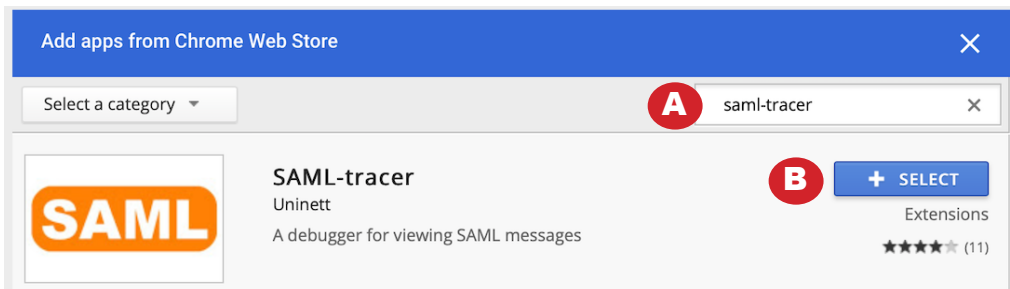 Add apps from Chrome Web Store
Select a category
A
saml-tracer
SAML
SAML-tracer
Uninett
A debugger for viewing SAML messages
B
+ SELECT
Extensions
(11)